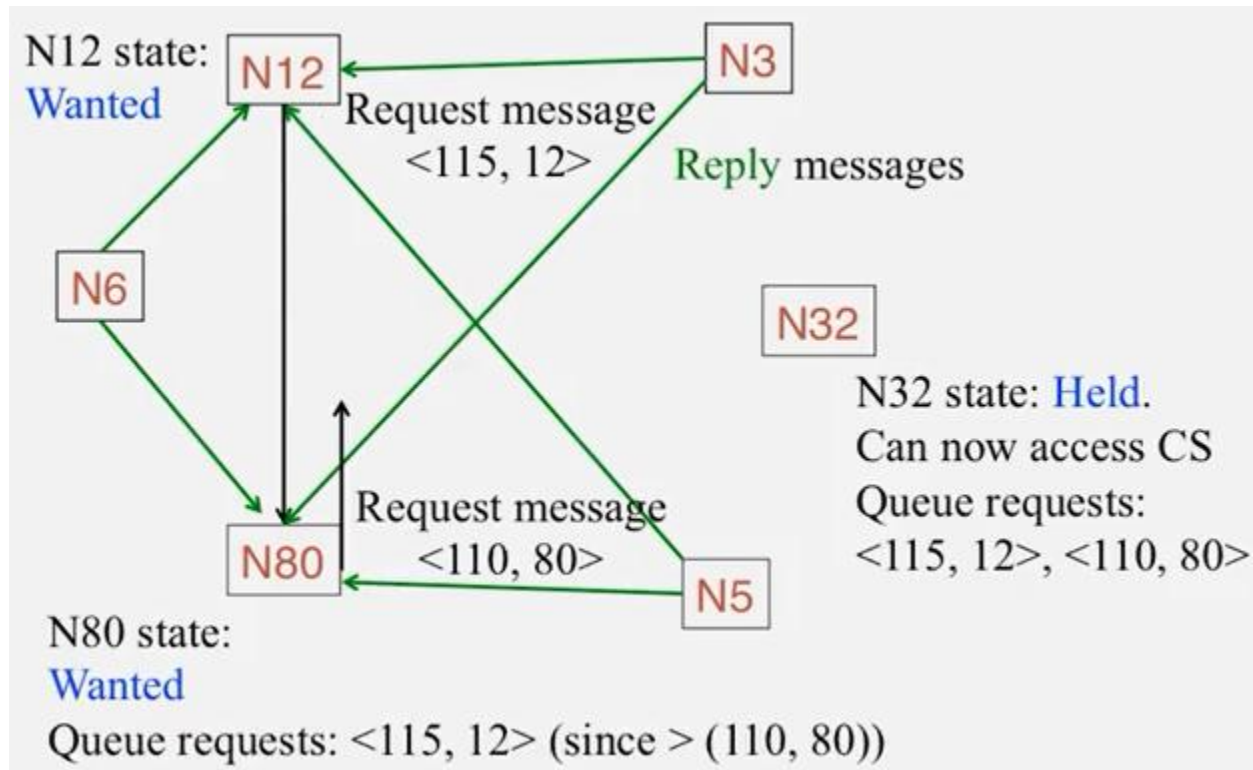 N12 state:
Wanted
N12
N3
Request message
<115, 12>
Reply messages
N6
N32
N32 state: Held.
Can now access CS
Queue requests:
<115, 12>, <110, 80>
Request message
<110, 80>
N80
N5
N80 state:
Wanted
Queue requests: <115, 12> (since > (110, 80))